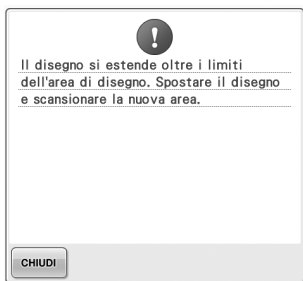 Il disegno si estende oltre i limiti
dell'area di disegno. Spostare il disegno
e scansionare la nuova area.
CHIUDI